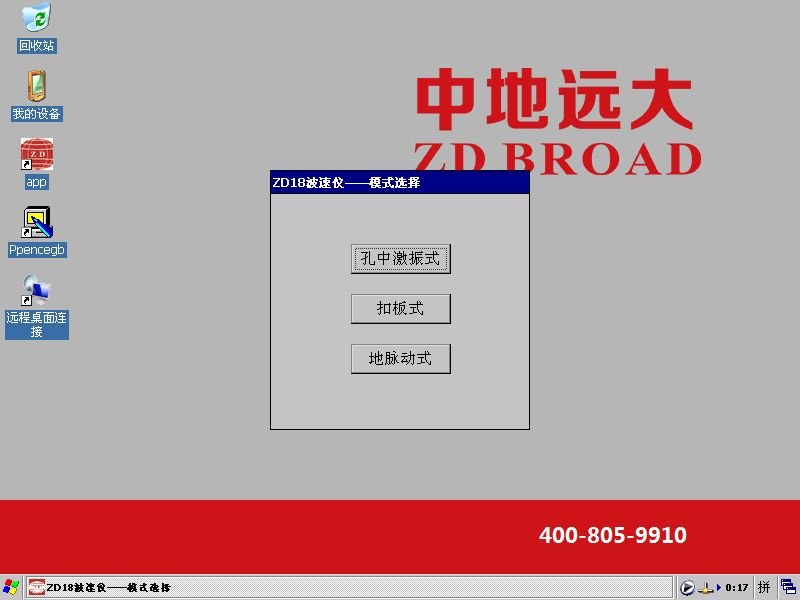 回收站
我的设备
app
Ppencegb
远程桌面连
接
中地远大
ZD BROAD
ZD18波速仪——模式选择
孔中激振式
扣板式
地脉动式
400-805-9910
ZD18波速仪——模式选择
0:17
拼